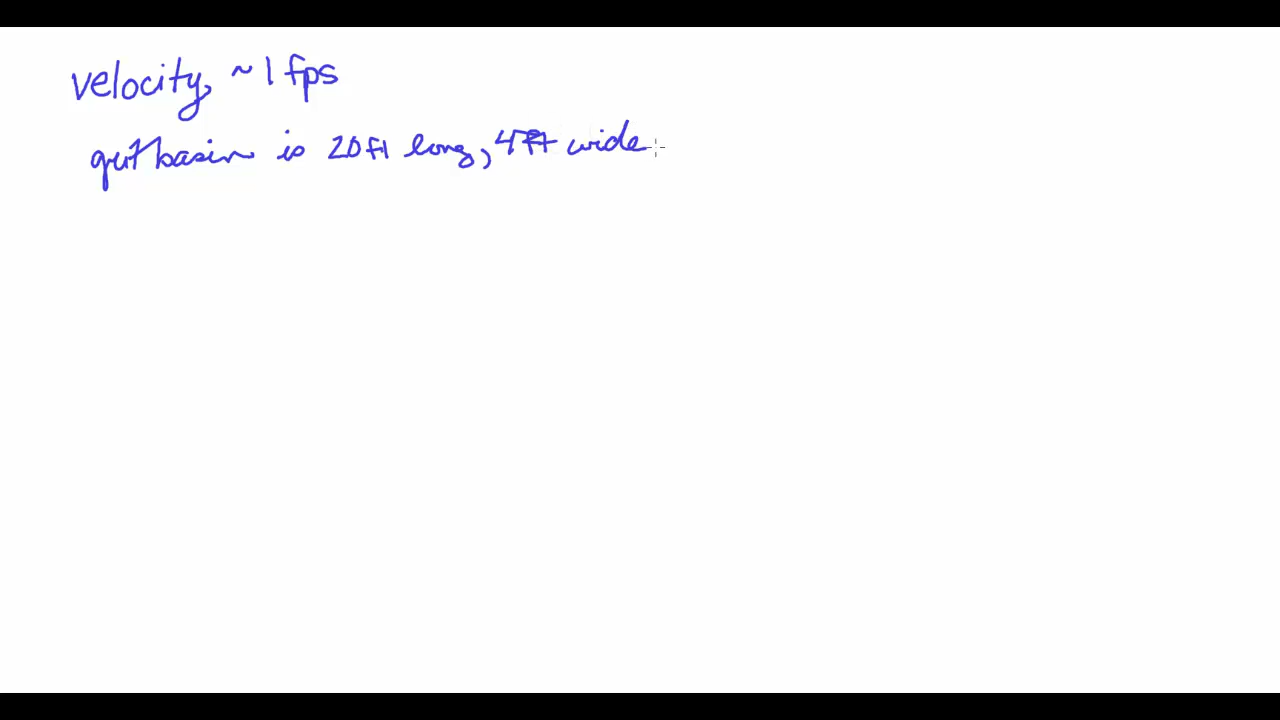 velocity, ~1 fps
grit basin is 20ft long, 4ft wide